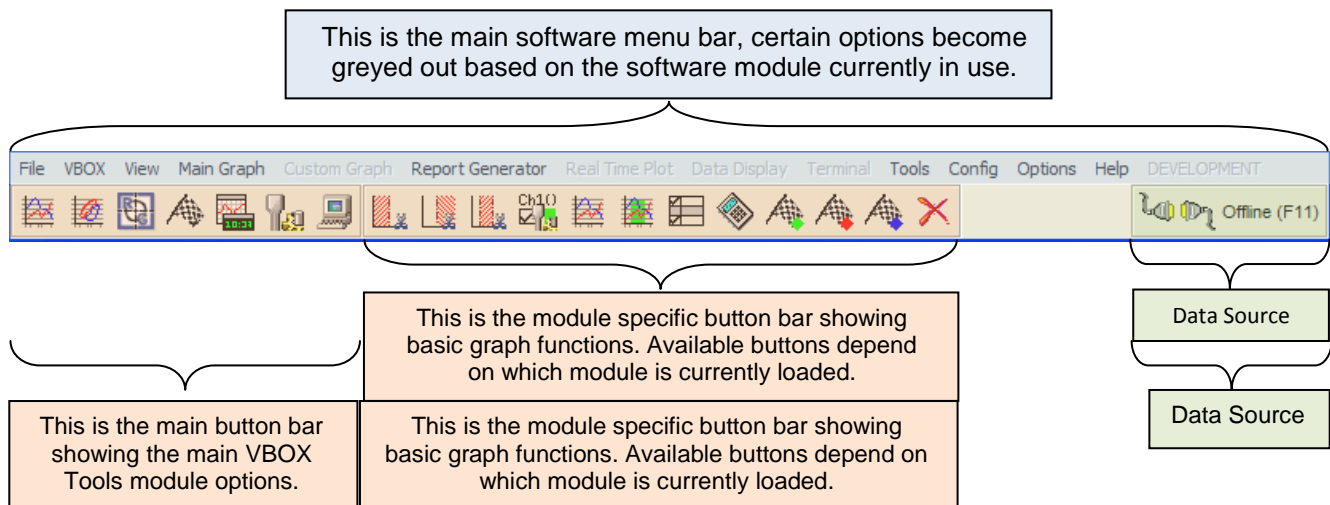 This is the main software menu bar, certain options become
greyed out based on the software module currently in use.
File VBOX View Main Graph Custom Graph Report Generator Real Time Plot Data Display Terminal Tools Config Options Help DEVELOPMENT
Ch1()
Offline (F11)
This is the module specific button bar showing
basic graph functions. Available buttons depend
on which module is currently loaded.
Data Source
This is the main button bar
showing the main VBOX
Tools module options.
This is the module specific button bar showing
basic graph functions. Available buttons depend on
which module is currently loaded.
Data Source